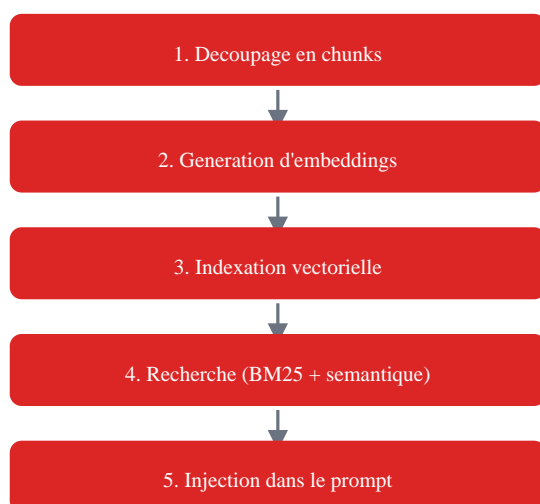 1. Decoupage en chunks
2. Generation d'embeddings
3. Indexation vectorielle
4. Recherche (BM25 + semantique)
5. Injection dans le prompt